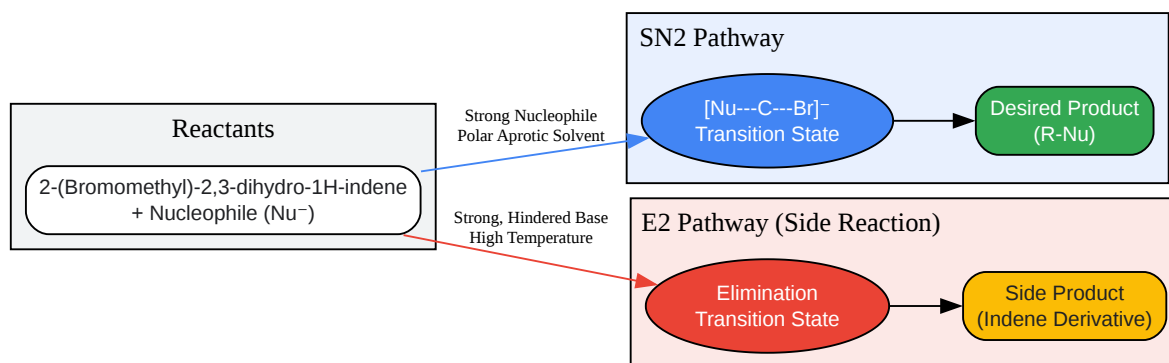 Reactants
2-(Bromomethyl)-2,3-dihydro-1H-indene
+ Nucleophile (Nu⁻)
Strong Nucleophile
Polar Aprotic Solvent
Strong, Hindered Base
High Temperature
SN2 Pathway
[Nu---C---Br]⁻
Transition State
Desired Product
(R-Nu)
E2 Pathway (Side Reaction)
Elimination
Transition State
Side Product
(Indene Derivative)